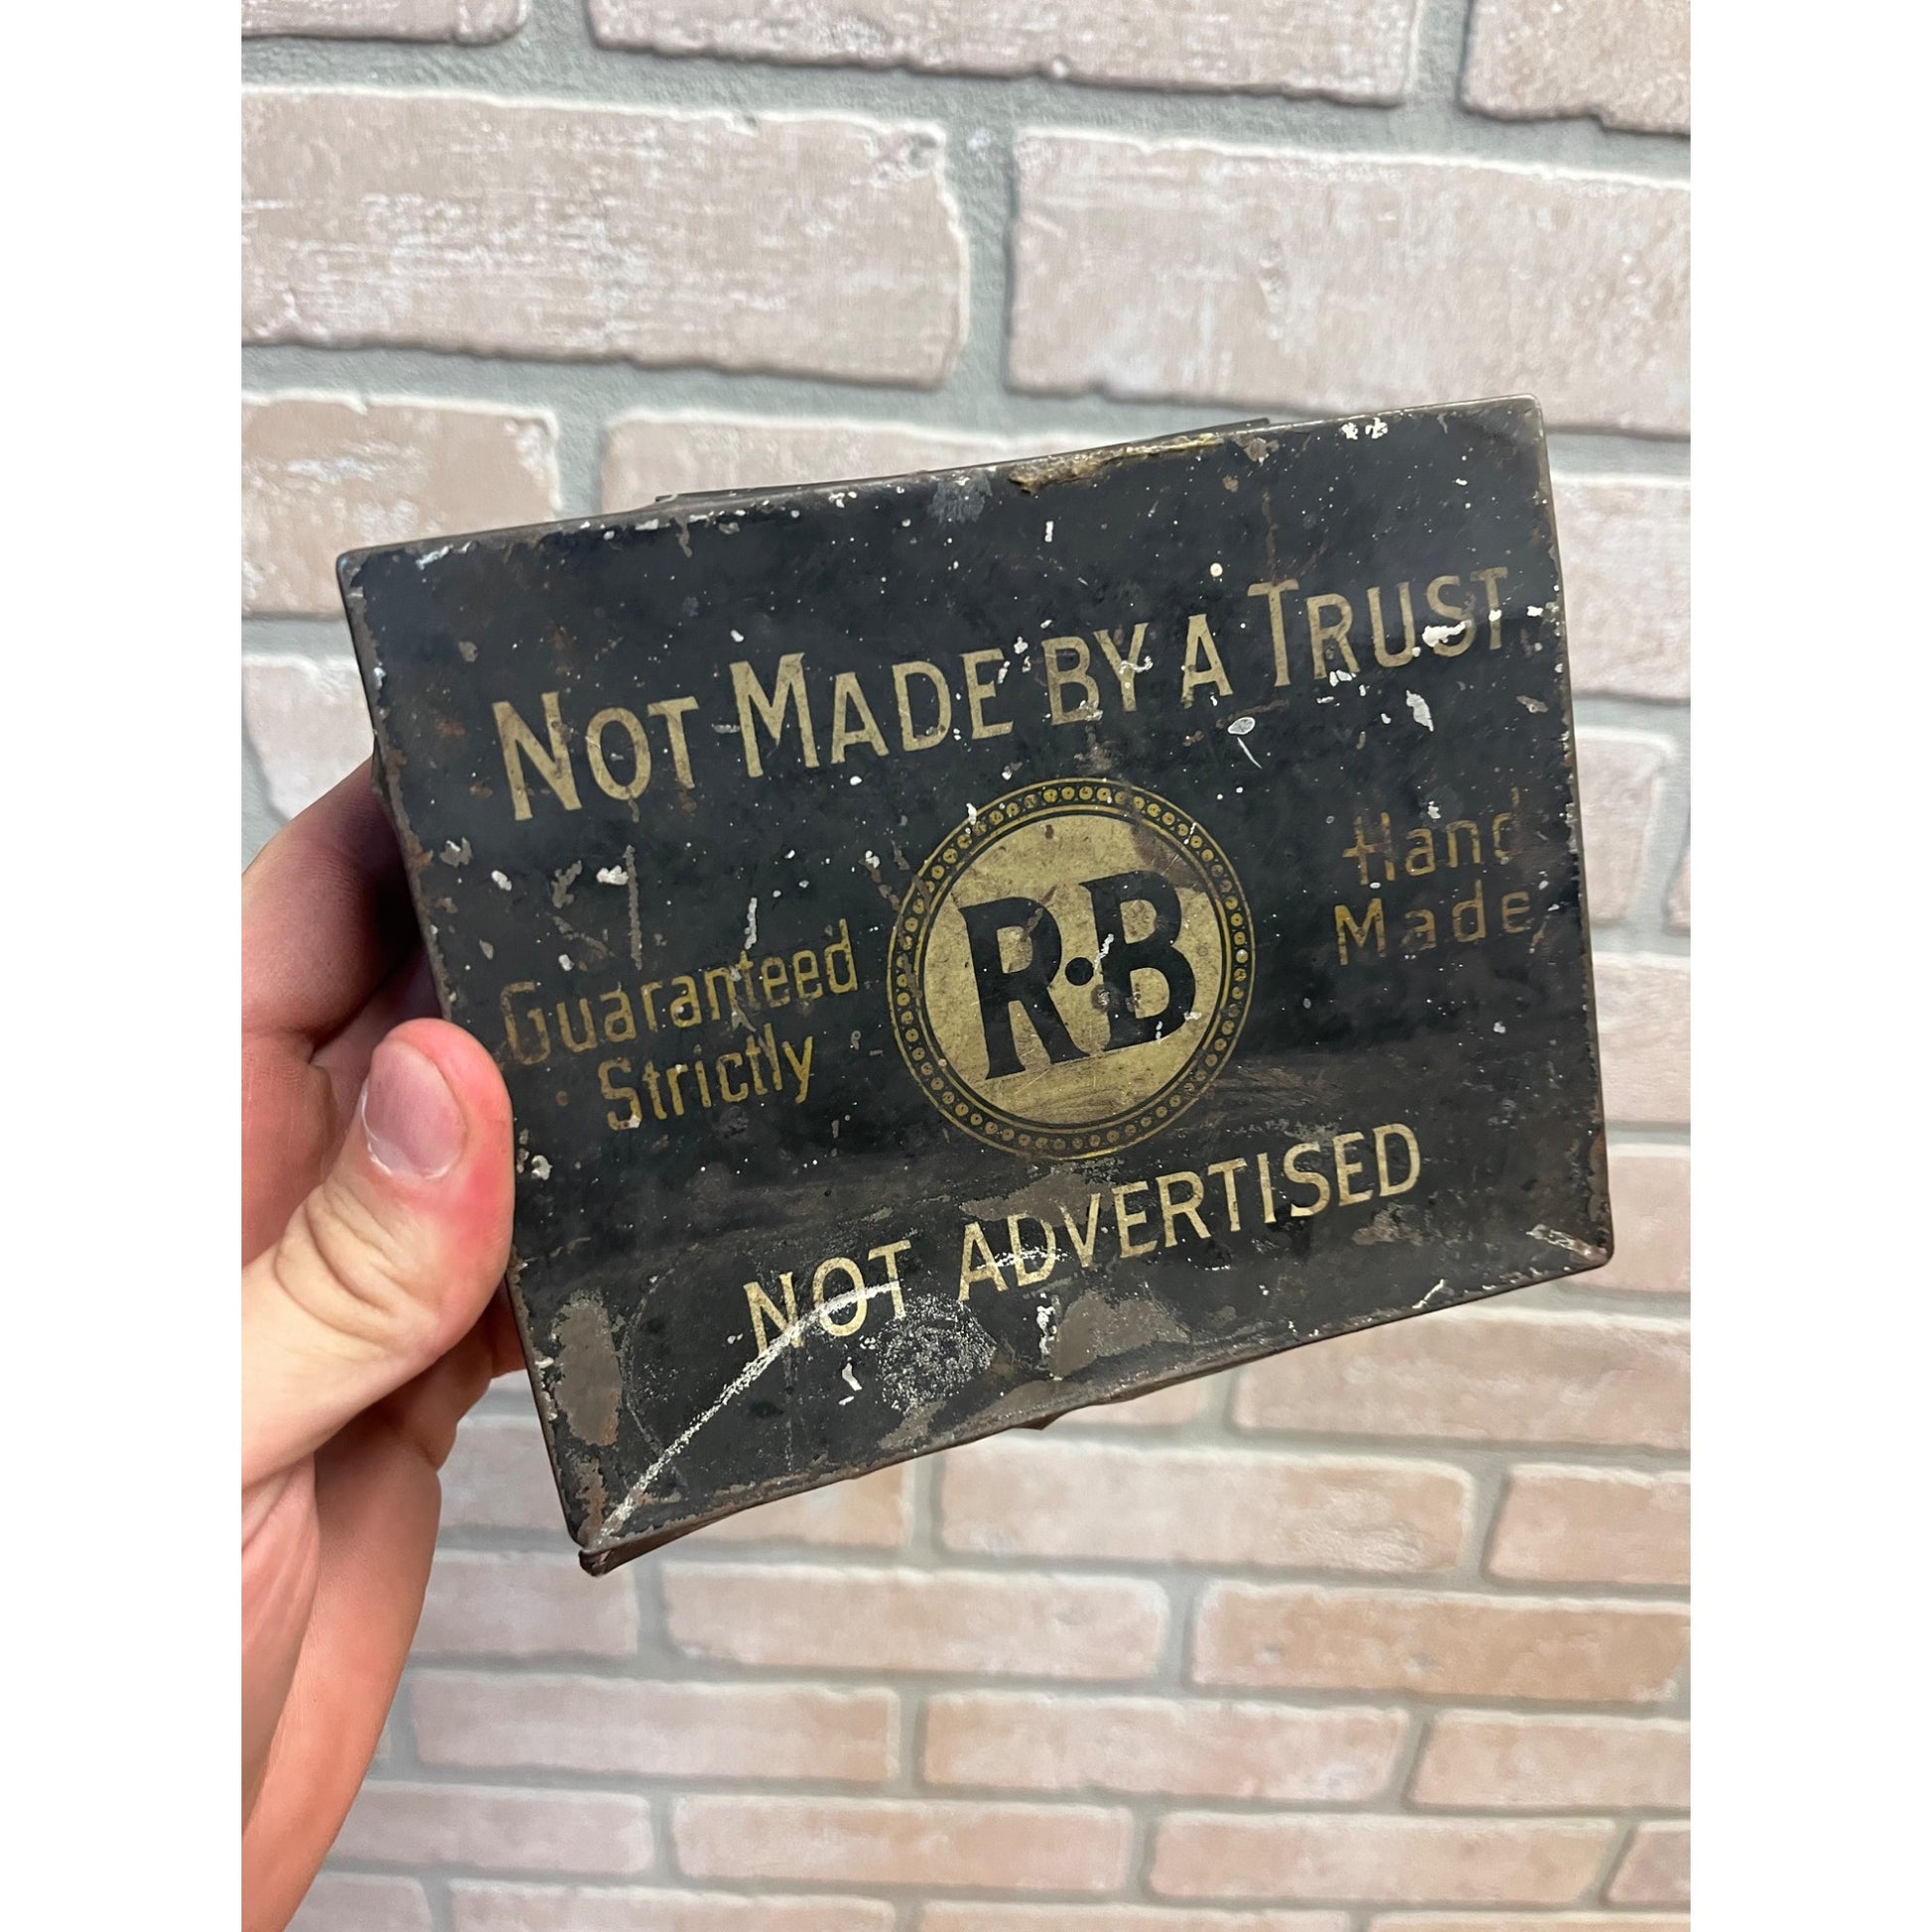 NOT MADE BY A TRUST
Guaranteed
Strictly
R·B
Hand
Made
NOT ADVERTISED